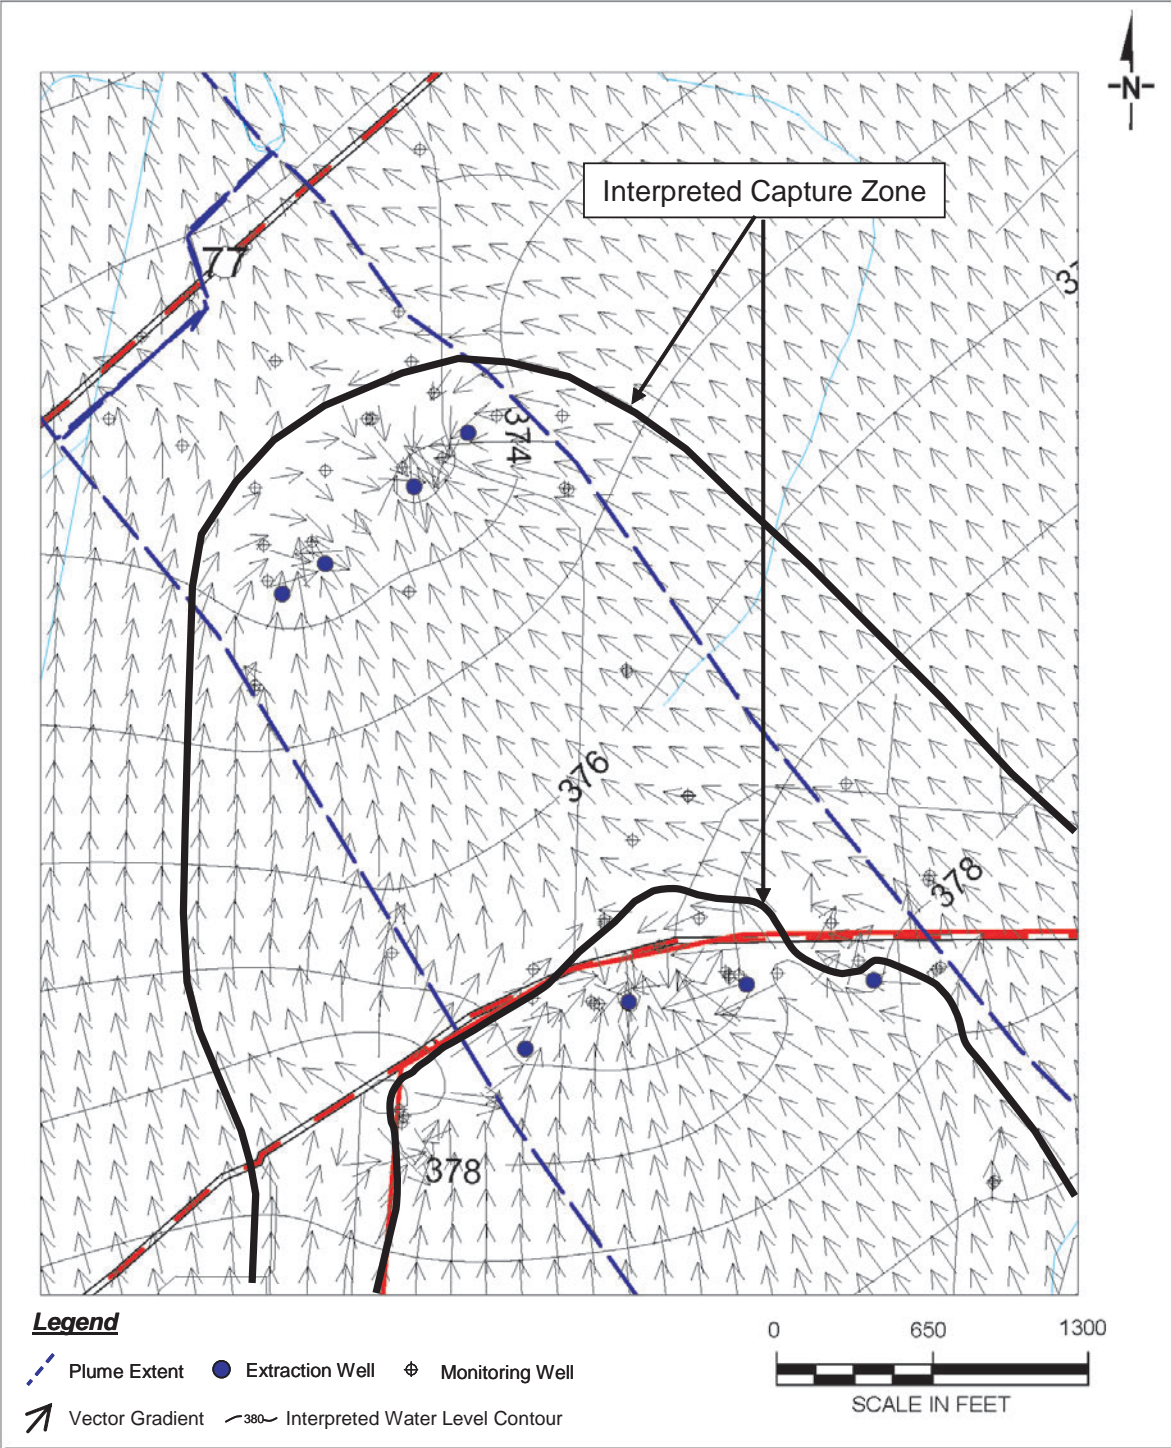 -N-
Interpreted Capture Zone
77
374
376
378
378
Legend
Plume Extent
Extraction Well
Monitoring Well
Vector Gradient
380
Interpreted Water Level Contour
0 650 1300
SCALE IN FEET